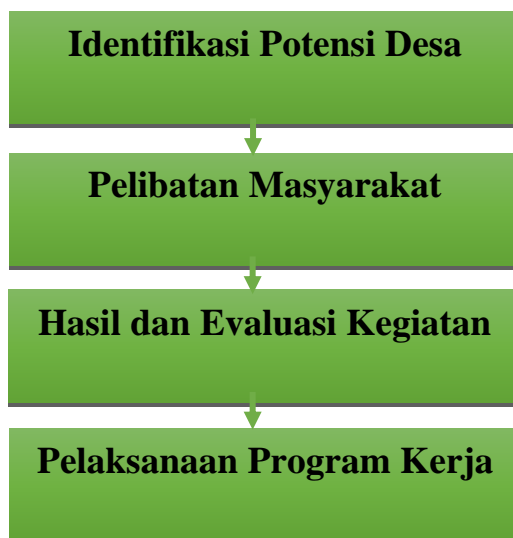 Identifikasi Potensi Desa
Pelibatan Masyarakat
Hasil dan Evaluasi Kegiatan
Pelaksanaan Program Kerja